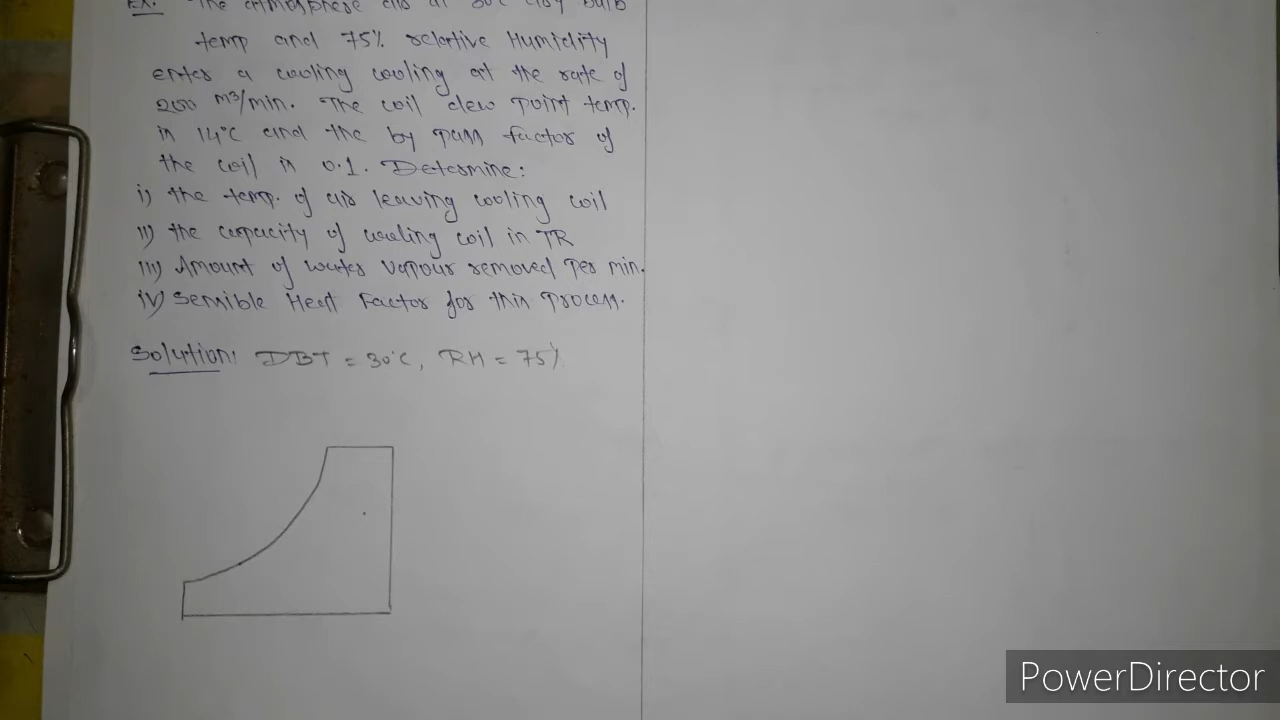 Ex. The atmosphere air at 30°c dry bulb
temp and 75% relative Humidity
enter a cooling cooling at the rate of
200 m³/min. The coil dew point temp.
is 14°C and the by pass factor of
the coil is 0.1. Determine:
i) the temp. of air leaving cooling coil
ii) the capacity of cooling coil in TR
iii) Amount of water vapour removed per min.
iv) Sensible Heat Factor for this process.
Solution: DBT = 30°C, RH = 75%
PowerDirector